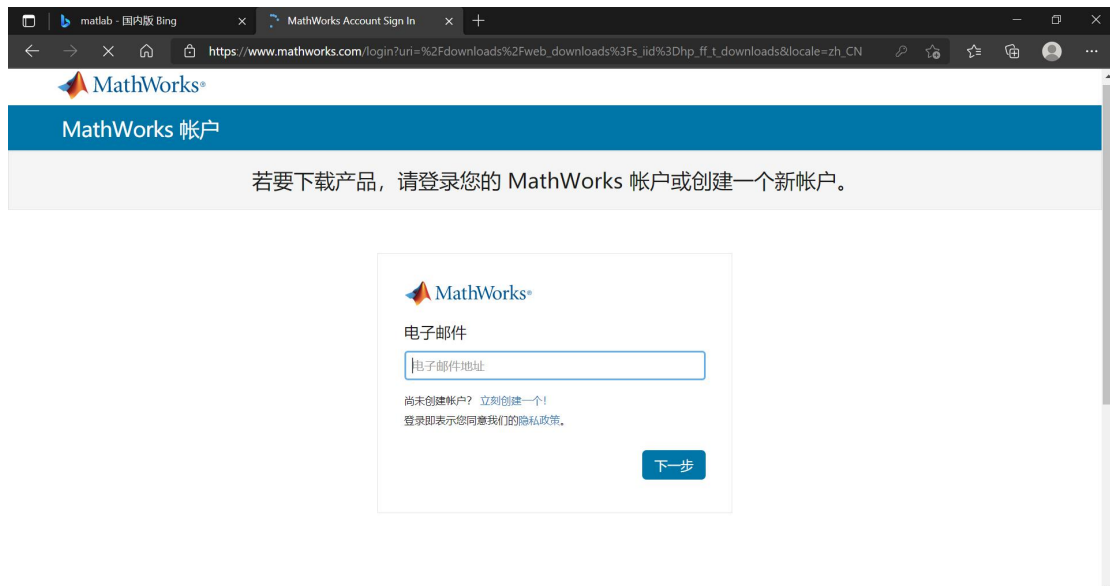 matlab - 国内版 Bing
MathWorks Account Sign In
https://www.mathworks.com/login?uri=%2Fdownloads%2Fweb_downloads%3Fs_iid%3Dhp_ff_t_downloads&locale=zh_CN
MathWorks®
MathWorks 帐户
若要下载产品，请登录您的 MathWorks 帐户或创建一个新帐户。
MathWorks®
电子邮件
电子邮件地址
尚未创建帐户？ 立刻创建一个！
登录即表示您同意我们的隐私政策。
下一步